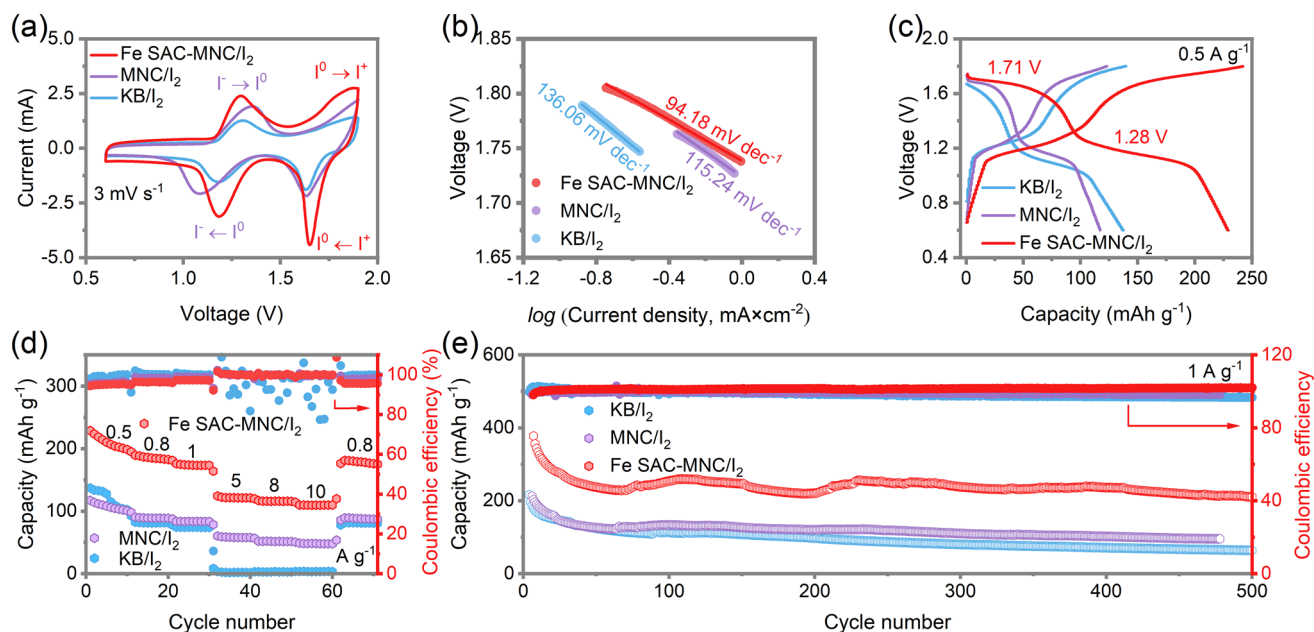 (a)
5.0
2.5
0.0
-2.5
-5.0
Current (mA)
Fe SAC-MNC/I₂
MNC/I₂
KB/I₂
I⁻ → I⁰
I⁰ → I⁺
3 mV s⁻¹
I⁻ ← I⁰
I⁰ ← I⁺
0.5 1.0 1.5 2.0
Voltage (V)
(b)
1.85
1.80
1.75
1.70
1.65
Voltage (V)
136.06 mV dec⁻¹
94.18 mV dec⁻¹
115.24 mV dec⁻¹
Fe SAC-MNC/I₂
MNC/I₂
KB/I₂
-1.2 -0.8 -0.4 0.0 0.4
log (Current density, mA×cm⁻²)
(c)
2.0
1.6
1.2
0.8
0.4
Voltage (V)
0.5 A g⁻¹
1.71 V
1.28 V
KB/I₂
MNC/I₂
Fe SAC-MNC/I₂
0 50 100 150 200 250
Capacity (mAh g⁻¹)
(d)
300
200
100
0
Capacity (mAh g⁻¹)
Fe SAC-MNC/I₂
0.5 0.8 1 5 8 10 0.8
MNC/I₂
KB/I₂
A g⁻¹
100
80
60
40
20
0
Coulombic efficiency (%)
0 20 40 60
Cycle number
(e)
600
400
200
0
Capacity (mAh g⁻¹)
1 A g⁻¹
KB/I₂
MNC/I₂
Fe SAC-MNC/I₂
120
80
40
0
Coulombic efficiency
0 100 200 300 400 500
Cycle number